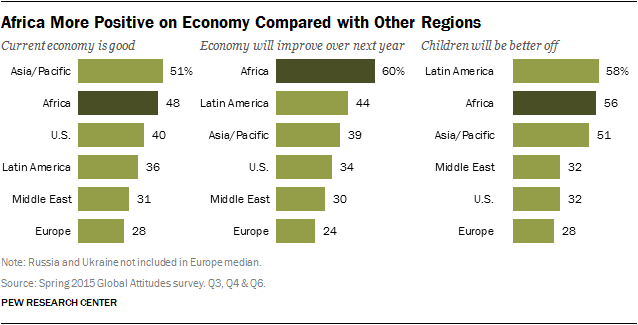 Africa More Positive on Economy Compared with Other Regions
Current economy is good
Asia/Pacific 51%
Africa 48
U.S. 40
Latin America 36
Middle East 31
Europe 28
Economy will improve over next year
Africa 60%
Latin America 44
Asia/Pacific 39
U.S. 34
Middle East 30
Europe 24
Children will be better off
Latin America 58%
Africa 56
Asia/Pacific 51
Middle East 32
U.S. 32
Europe 28
Note: Russia and Ukraine not included in Europe median.
Source: Spring 2015 Global Attitudes survey. Q3, Q4 & Q6.
PEW RESEARCH CENTER